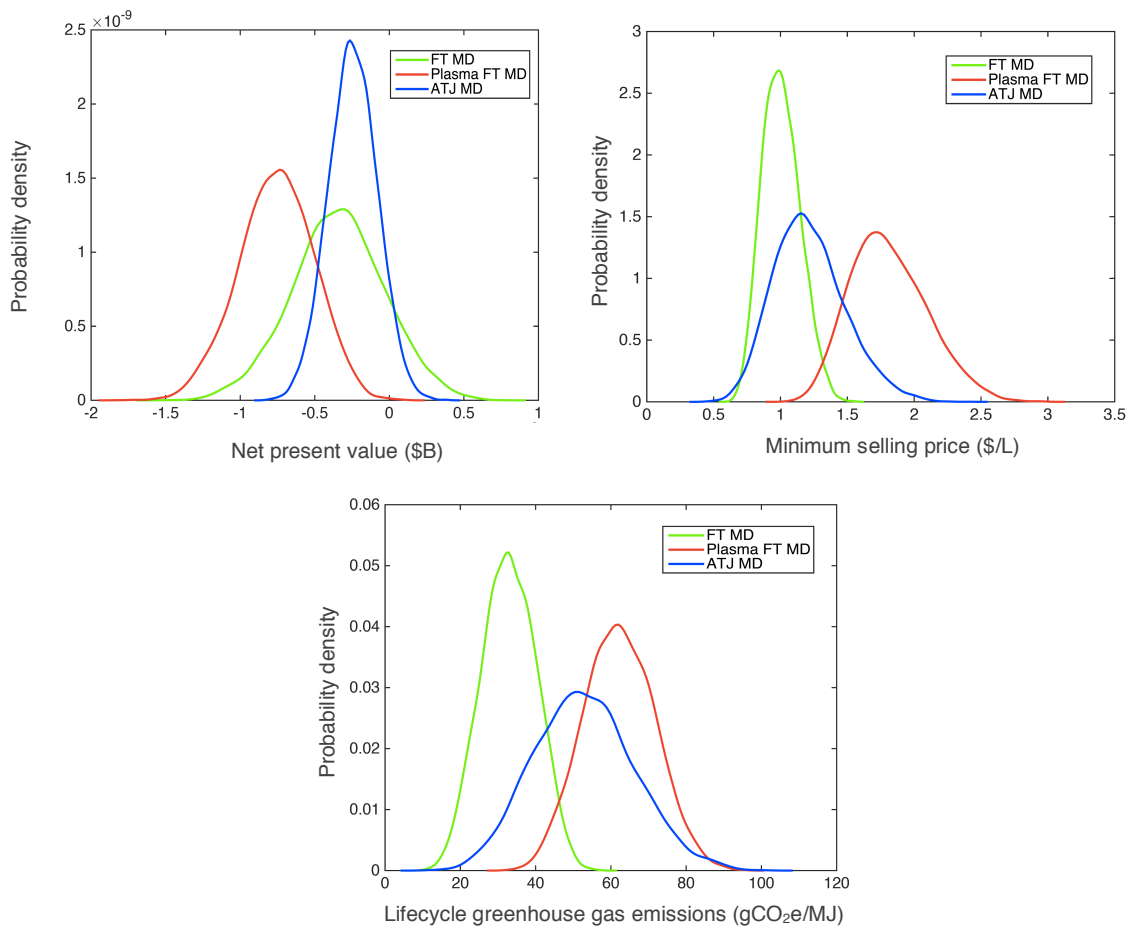 ×10^-9
2.5
2
1.5
1
0.5
0
-2
-1.5
-1
-0.5
0
0.5
1
Probability density
Net present value ($B)
FT MD
Plasma FT MD
ATJ MD
3
2.5
2
1.5
1
0.5
0
0
0.5
1
1.5
2
2.5
3
3.5
Probability density
Minimum selling price ($/L)
FT MD
Plasma FT MD
ATJ MD
0.06
0.05
0.04
0.03
0.02
0.01
0
0
20
40
60
80
100
120
Probability density
Lifecycle greenhouse gas emissions (gCO₂e/MJ)
FT MD
Plasma FT MD
ATJ MD